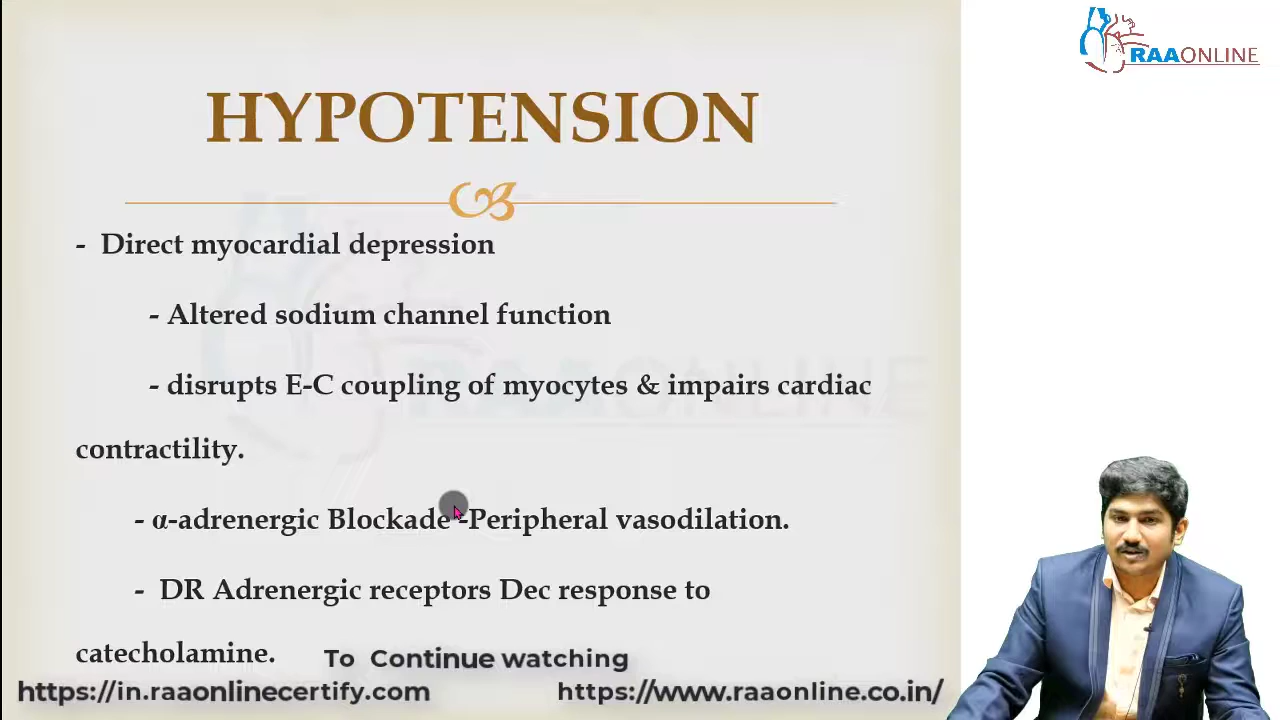 RAAONLINE
HYPOTENSION
- Direct myocardial depression
- Altered sodium channel function
- disrupts E-C coupling of myocytes & impairs cardiac
contractility.
- α-adrenergic Blockade -Peripheral vasodilation.
- DR Adrenergic receptors Dec response to
catecholamine.
To Continue watching
https://in.raaonlinecertify.com
https://www.raaonline.co.in/
RAAONLINE